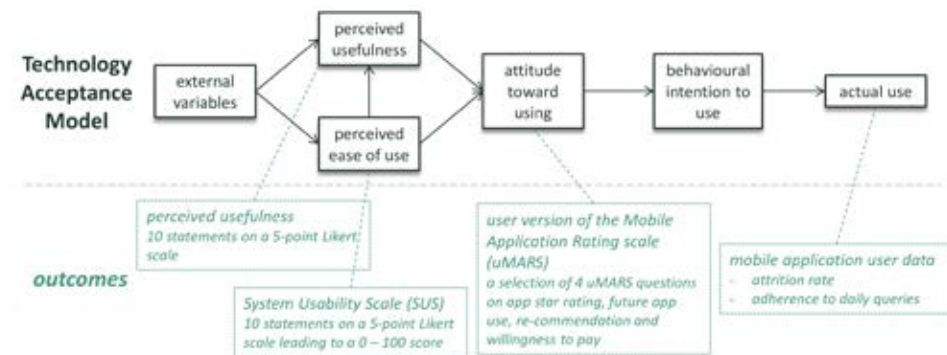 Technology
Acceptance
Model
external
variables
perceived
usefulness
perceived
ease of use
attitude
toward
using
behavioural
intention to
use
actual use
outcomes
perceived usefulness
10 statements on a 5-point Likert
scale
System Usability Scale (SUS)
10 statements on a 5-point Likert
scale leading to a 0 – 100 score
user version of the Mobile
Application Rating scale
(uMARS)
a selection of 4 uMARS questions
on app star rating, future app
use, re-commendation and
willingness to pay
mobile application user data
- attrition rate
- adherence to daily queries